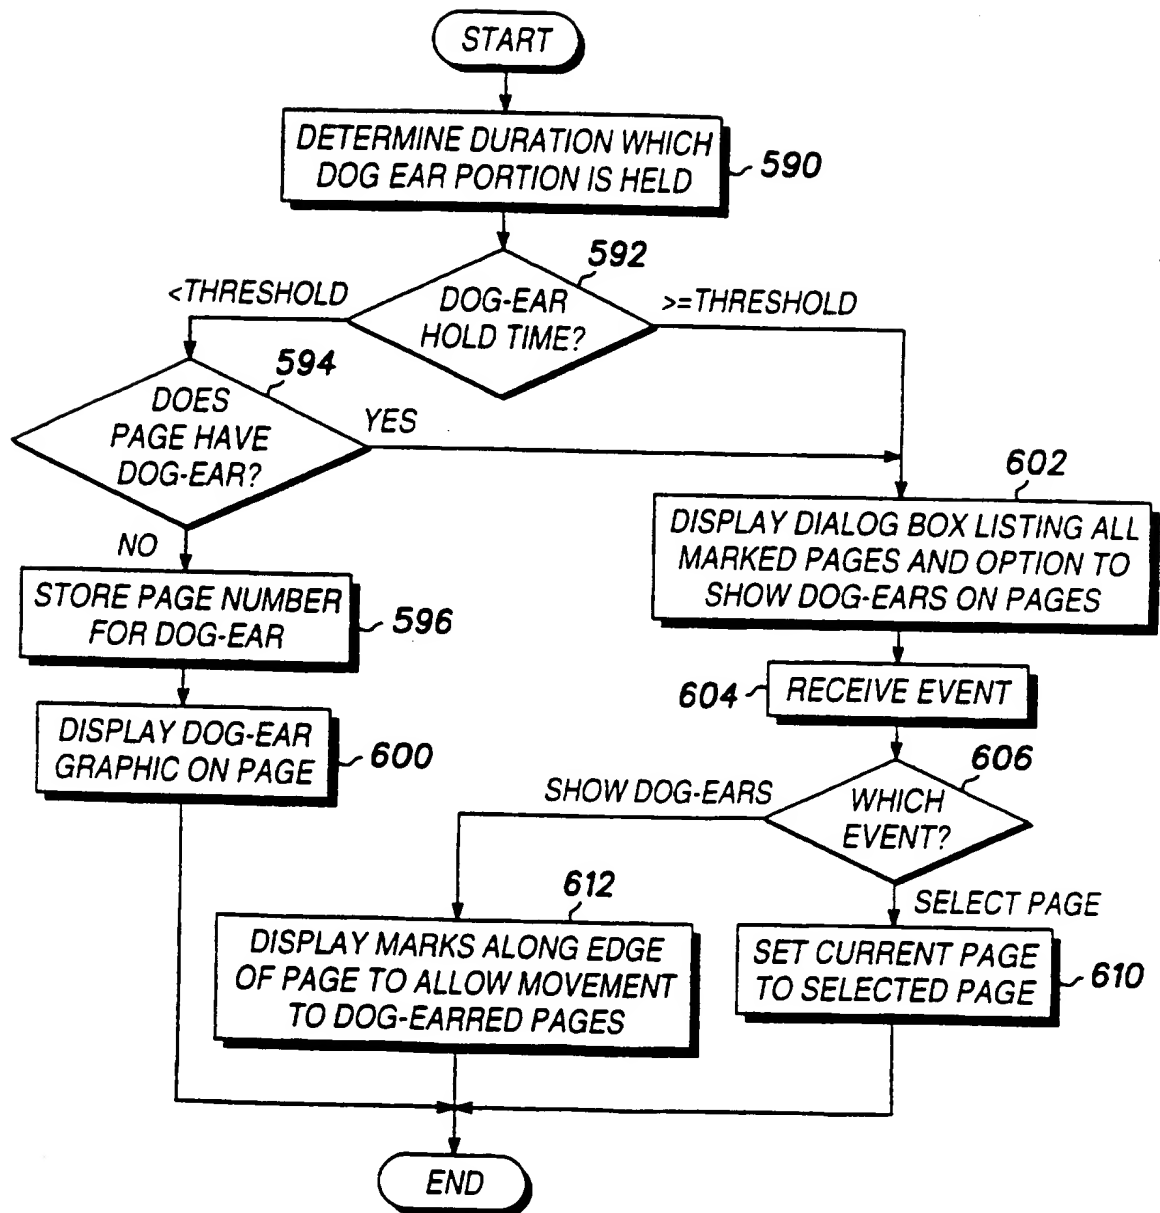 START
DETERMINE DURATION WHICH
DOG EAR PORTION IS HELD
590
592
<THRESHOLD
DOG-EAR
HOLD TIME?
>=THRESHOLD
594
DOES
PAGE HAVE
DOG-EAR?
YES
NO
602
DISPLAY DIALOG BOX LISTING ALL
MARKED PAGES AND OPTION TO
SHOW DOG-EARS ON PAGES
STORE PAGE NUMBER
FOR DOG-EAR
596
604
RECEIVE EVENT
DISPLAY DOG-EAR
GRAPHIC ON PAGE
600
606
SHOW DOG-EARS
WHICH
EVENT?
612
SELECT PAGE
DISPLAY MARKS ALONG EDGE
OF PAGE TO ALLOW MOVEMENT
TO DOG-EARRED PAGES
SET CURRENT PAGE
TO SELECTED PAGE
610
END